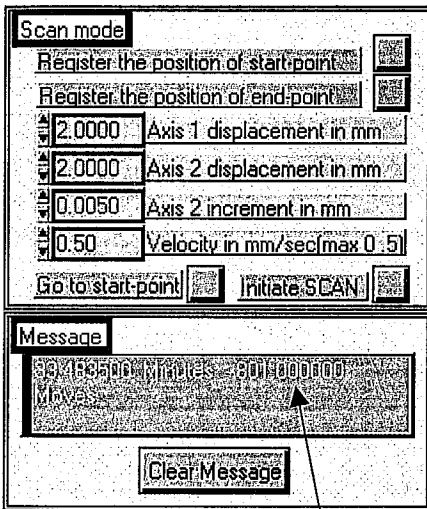 Scan mode
Register the position of start-point
Register the position of end-point
2.0000 Axis 1 displacement in mm
2.0000 Axis 2 displacement in mm
0.0050 Axis 2 increment in mm
0.50 Velocity in mm/sec(max 0 .5)
Go to start-point Initiate SCAN
Message
83.483500 Minutes - 801.000000
Moves
Clear Message